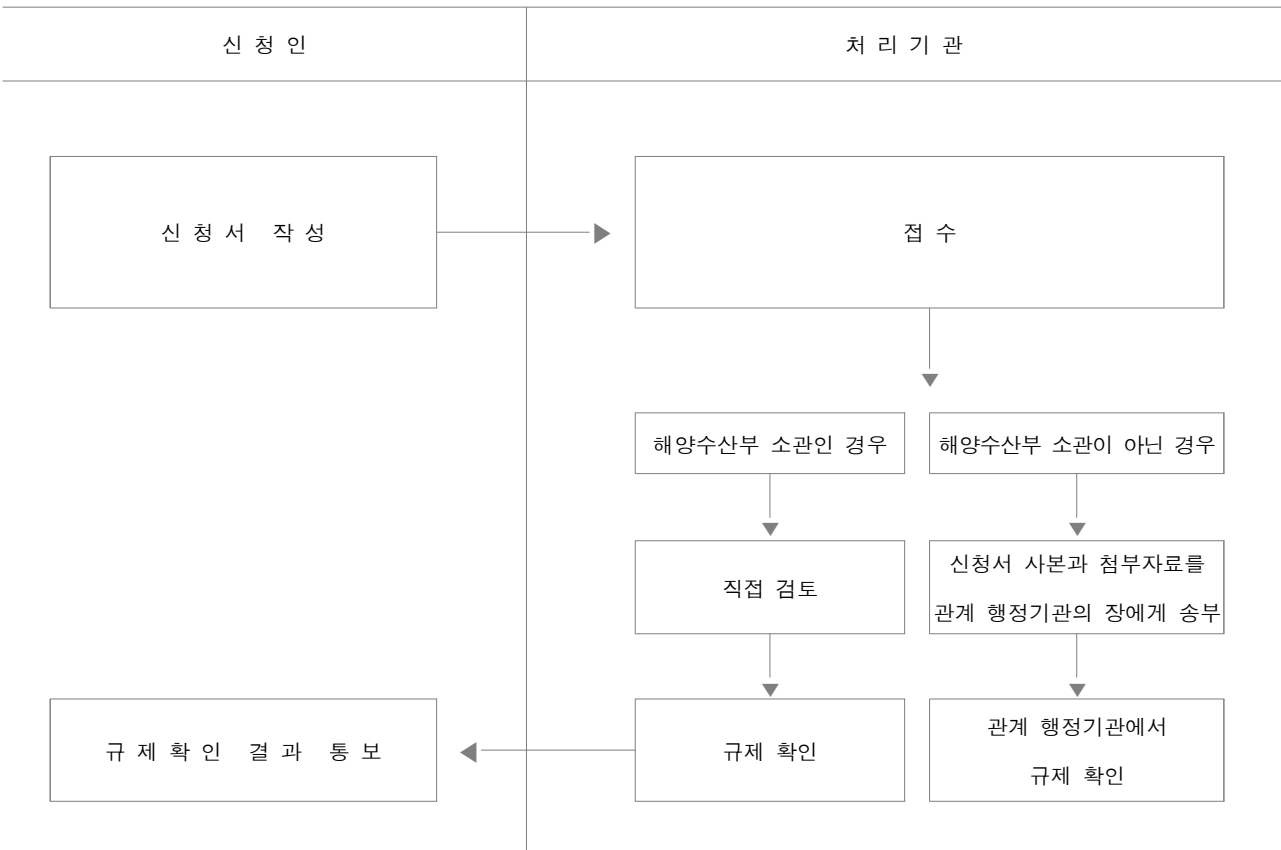 신 청 인
처 리 기 관
신 청 서 작 성
접 수
해양수산부 소관인 경우
해양수산부 소관이 아닌 경우
직접 검토
신청서 사본과 첨부자료를
관계 행정기관의 장에게 송부
규 제 확 인 결 과 통 보
규제 확인
관계 행정기관에서
규제 확인